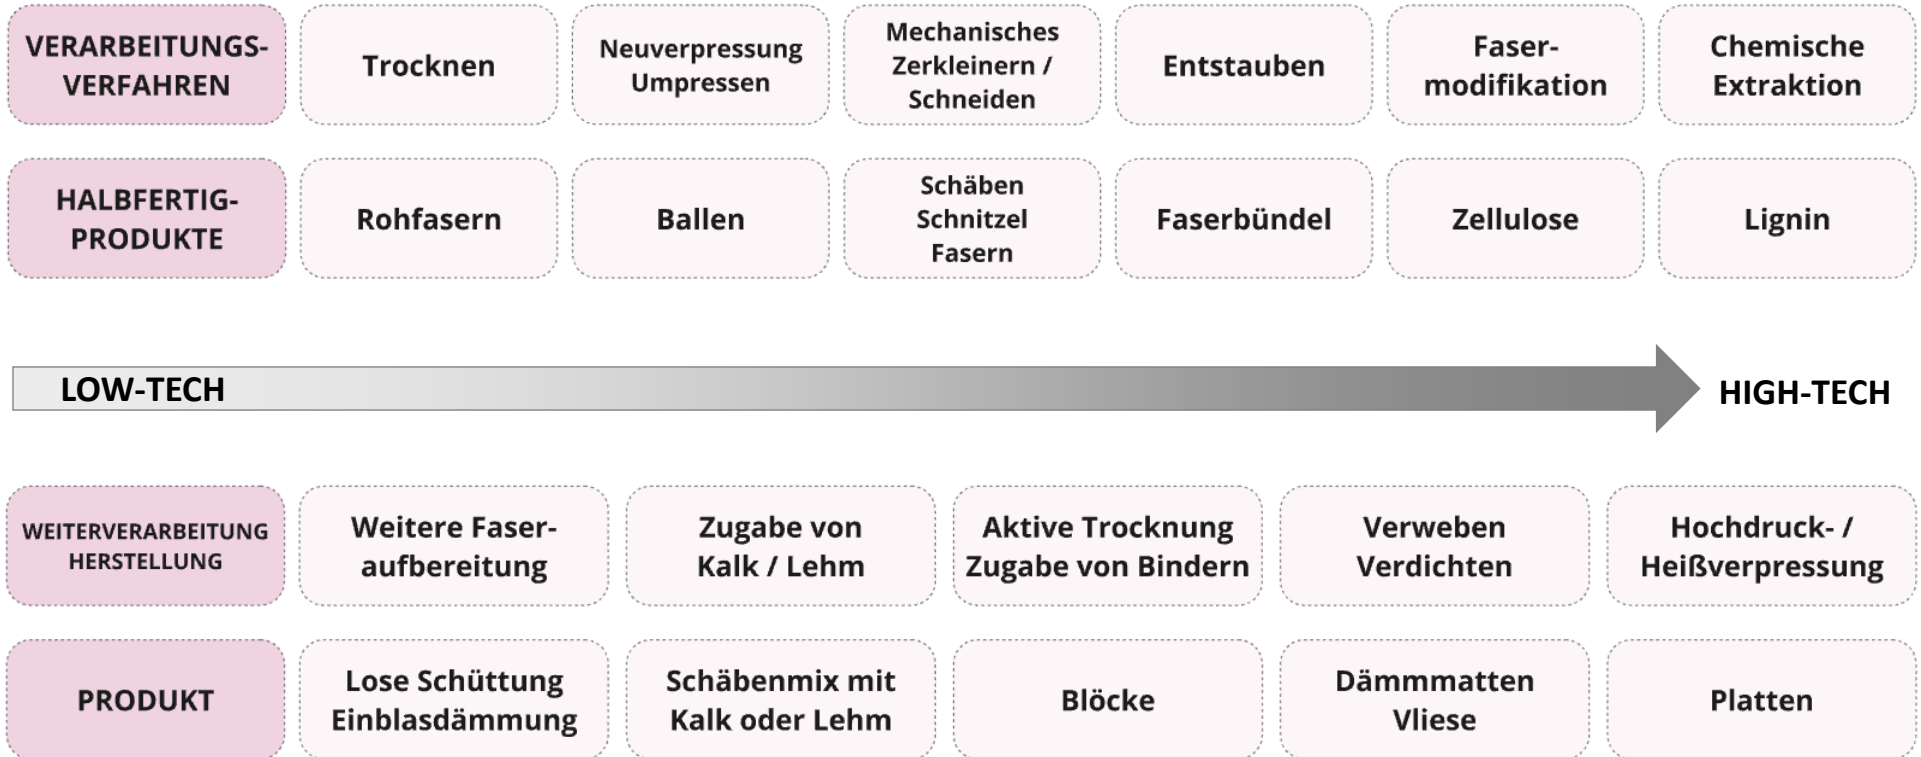 VERARBEITUNGS-
VERFAHREN
Trocknen
Neuverpressung
Umpressen
Mechanisches
Zerkleinern /
Schneiden
Entstauben
Faser-
modifikation
Chemische
Extraktion
HALBFERTIG-
PRODUKTE
Rohfasern
Ballen
Schäben
Schnitzel
Fasern
Faserbündel
Zellulose
Lignin
LOW-TECH
HIGH-TECH
WEITERVERARBEITUNG
HERSTELLUNG
Weitere Faser-
aufbereitung
Zugabe von
Kalk / Lehm
Aktive Trocknung
Zugabe von Bindern
Verweben
Verdichten
Hochdruck- /
Heißverpressung
PRODUKT
Lose Schüttung
Einblasdämmung
Schäbenmix mit
Kalk oder Lehm
Blöcke
Dämmmatten
Vliese
Platten